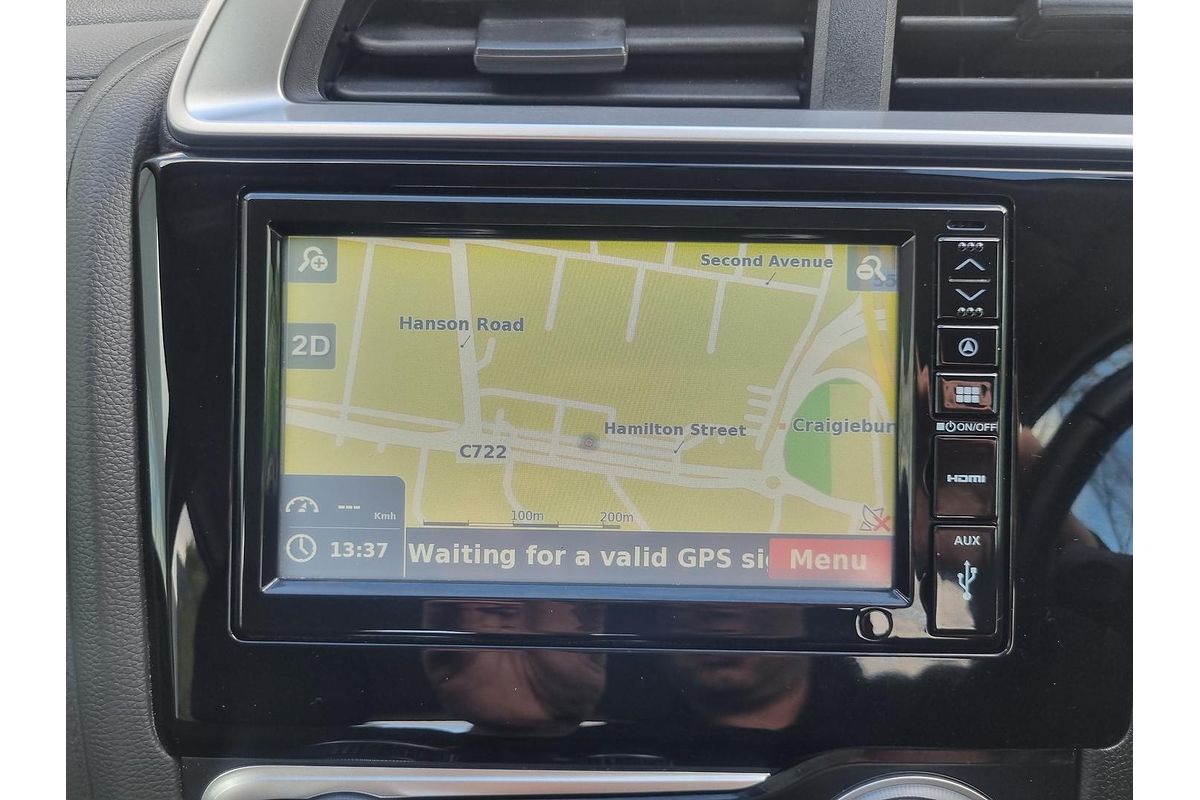 Second Avenue
Hanson Road
2D
Hamilton Street
Craigiebur
C722
100m
200m
--- Kmh
13:37
Waiting for a valid GPS si
Menu
ON/OFF
HDMI
AUX